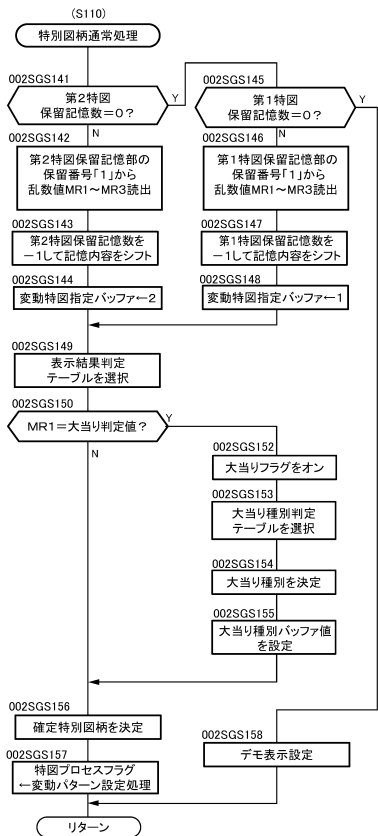 (S110)
特別図柄通常処理
002SGS141
第2特図
保留記憶数=0?
Y
N
002SGS145
第1特図
保留記憶数=0?
Y
N
002SGS142
第2特図保留記憶部の
保留番号「1」から
乱数値MR1~MR3読出
002SGS146
第1特図保留記憶部の
保留番号「1」から
乱数値MR1~MR3読出
002SGS143
第2特図保留記憶数を
-1して記憶内容をシフト
002SGS147
第1特図保留記憶数を
-1して記憶内容をシフト
002SGS144
変動特図指定バッファ←2
002SGS148
変動特図指定バッファ←1
002SGS149
表示結果判定
テーブルを選択
002SGS150
MR1=大当り判定値?
Y
N
002SGS152
大当りフラグをオン
002SGS153
大当り種別判定
テーブルを選択
002SGS154
大当り種別を決定
002SGS155
大当り種別バッファ値
を設定
002SGS156
確定特別図柄を決定
002SGS157
特図プロセスフラグ
←変動パターン設定処理
002SGS158
デモ表示設定
リターン